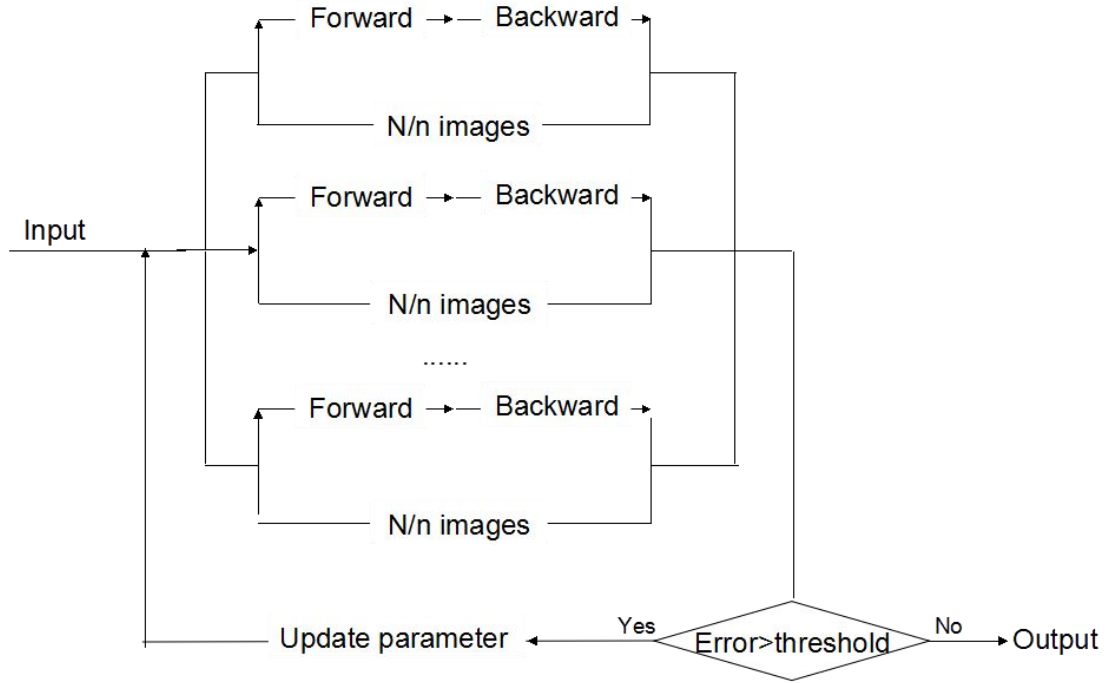 Forward Backward
N/n images
Forward Backward
Input
N/n images
......
Forward Backward
N/n images
Yes No
Update parameter Error>threshold Output